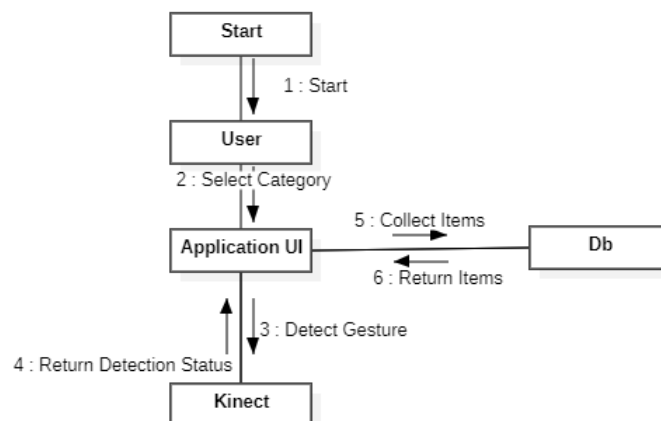 Start
1 : Start
User
2 : Select Category
5 : Collect Items
Application UI
Db
6 : Return Items
3 : Detect Gesture
4 : Return Detection Status
Kinect